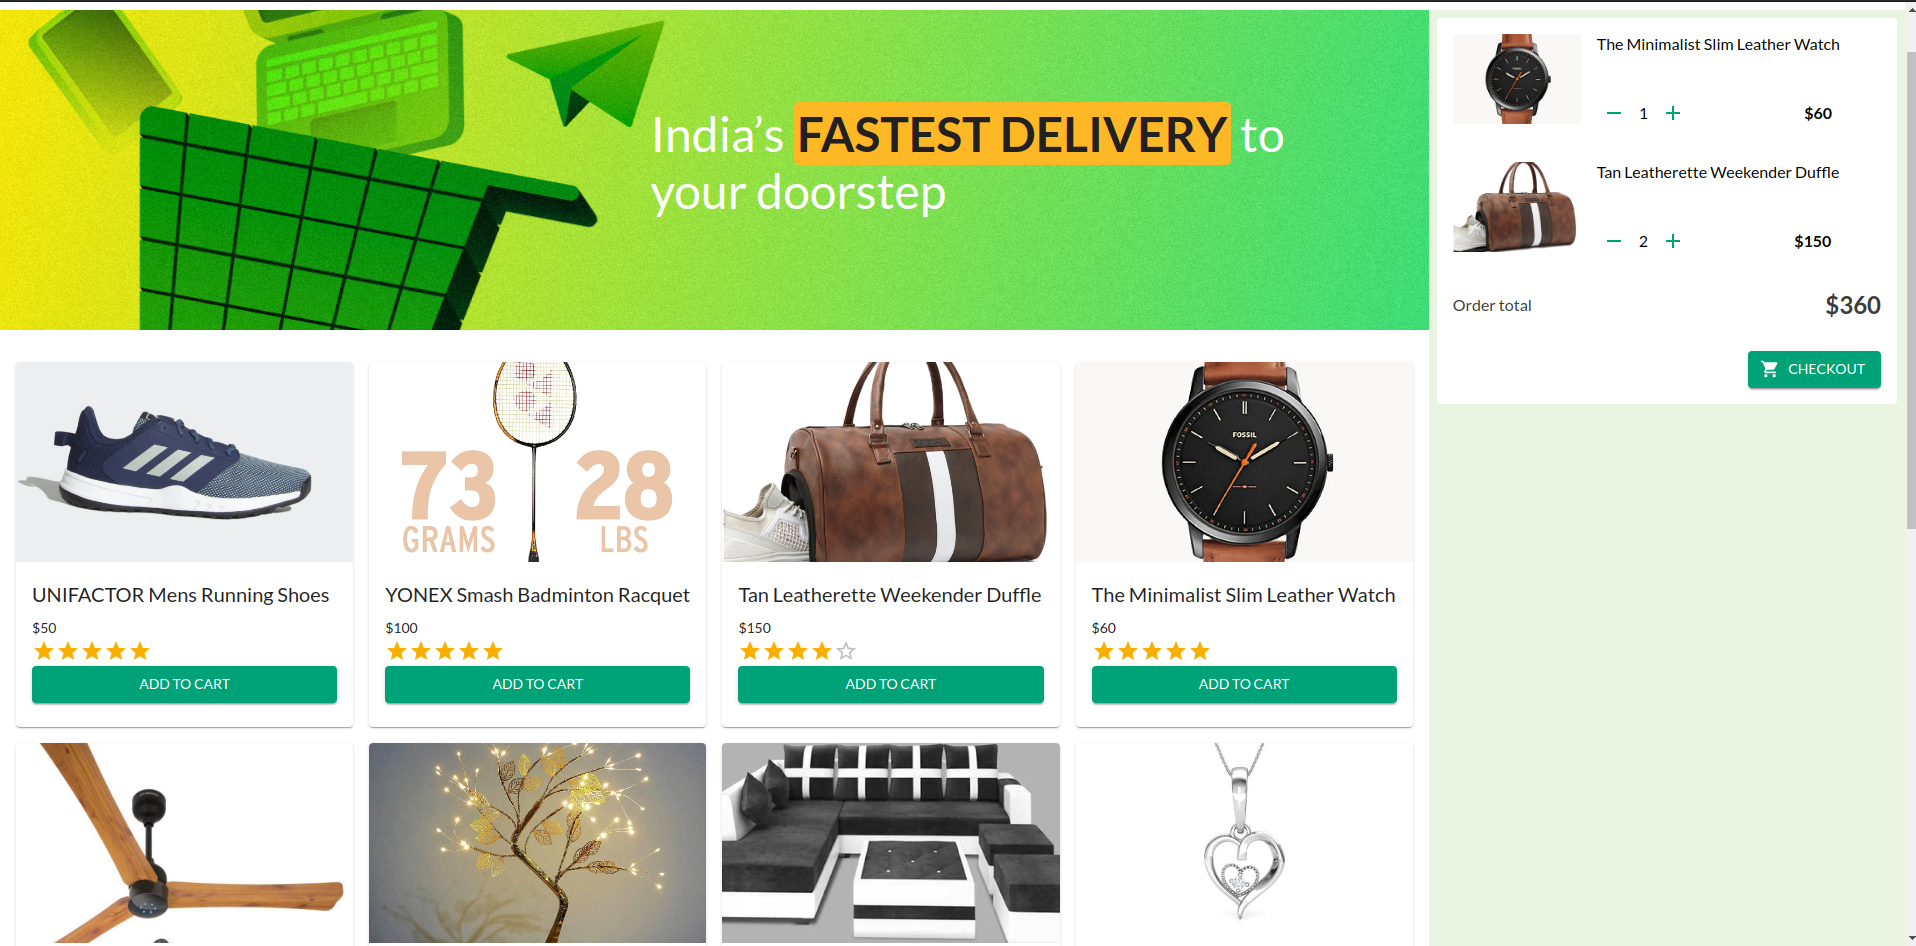 India’s FASTEST DELIVERY to
your doorstep
The Minimalist Slim Leather Watch
1
$60
Tan Leatherette Weekender Duffle
2
$150
Order total
$360
CHECKOUT
73
GRAMS
28
LBS
FOSSIL
UNIFACTOR Mens Running Shoes
$50
ADD TO CART
YONEX Smash Badminton Racquet
$100
ADD TO CART
Tan Leatherette Weekender Duffle
$150
ADD TO CART
The Minimalist Slim Leather Watch
$60
ADD TO CART